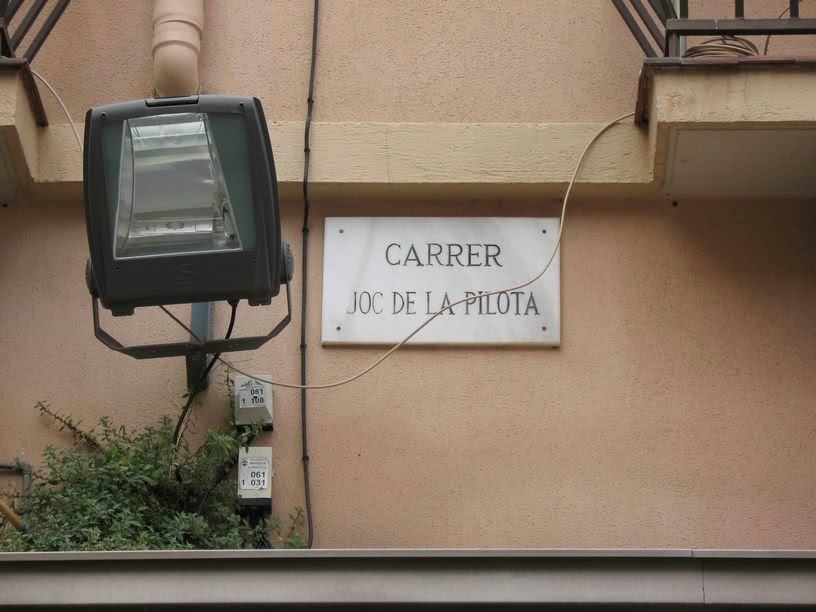 CARRER
JOC DE LA PILOTA
061
1 108
061
1 031